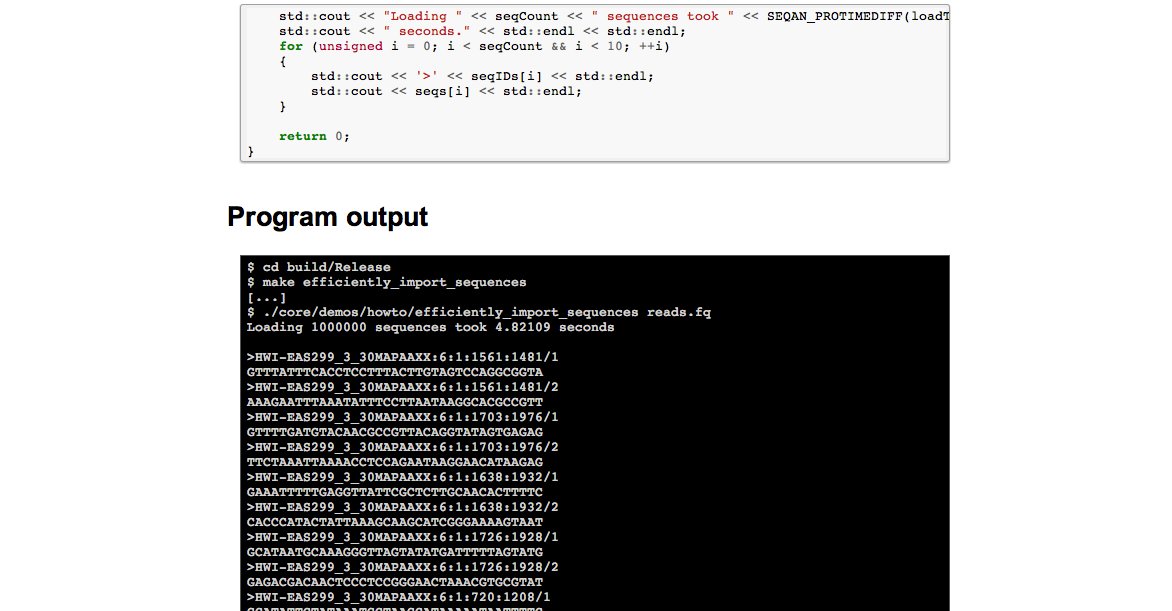 std::cout << "Loading " << seqCount << " sequences took " << SEQAN_PROTIMEDIFF(loadT
std::cout << " seconds." << std::endl << std::endl;
for (unsigned i = 0; i < seqCount && i < 10; ++i)
{
std::cout << '>' << seqIDs[i] << std::endl;
std::cout << seqs[i] << std::endl;
}
return 0;
}
Program output
$ cd build/Release
$ make efficiently_import_sequences
[...]
$ ./core/demos/howto/efficiently_import_sequences reads.fq
Loading 1000000 sequences took 4.82109 seconds
>HWI-EAS299_3_30MAPAAXX:6:1:1561:1481/1
GTTTATTTCACCTCCTTTACTTGTAGTCCAGGCGGTA
>HWI-EAS299_3_30MAPAAXX:6:1:1561:1481/2
AAAGAATTTAAATATTTCCTTAATAAGGCACGCCGTT
>HWI-EAS299_3_30MAPAAXX:6:1:1703:1976/1
GTTTTGATGTACAACGCCGTTACAGGTATAGTGAGAG
>HWI-EAS299_3_30MAPAAXX:6:1:1703:1976/2
TTCTAAATTAAAACCTCCAGAATAAGGAACATAAGAG
>HWI-EAS299_3_30MAPAAXX:6:1:1638:1932/1
GAAATTTTTGAGGTTATTCGCTCTTGCAACACTTTTC
>HWI-EAS299_3_30MAPAAXX:6:1:1638:1932/2
CACCCATACTATTAAAGCAAGCATCGGGAAAAGTAAT
>HWI-EAS299_3_30MAPAAXX:6:1:1726:1928/1
GCATAATGCAAAGGGTTAGTATATGATTTTTAGTATG
>HWI-EAS299_3_30MAPAAXX:6:1:1726:1928/2
GAGACGACAACTCCCTCCGGGAACTAAACGTGCGTAT
>HWI-EAS299_3_30MAPAAXX:6:1:720:1208/1